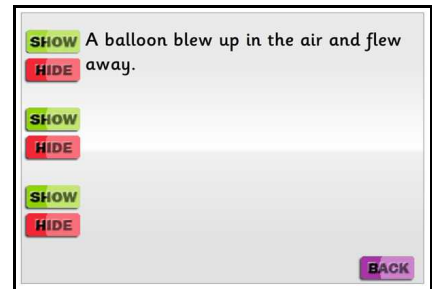 SHOW A balloon blew up in the air and flew
HIDE away.
SHOW
HIDE
SHOW
HIDE
BACK